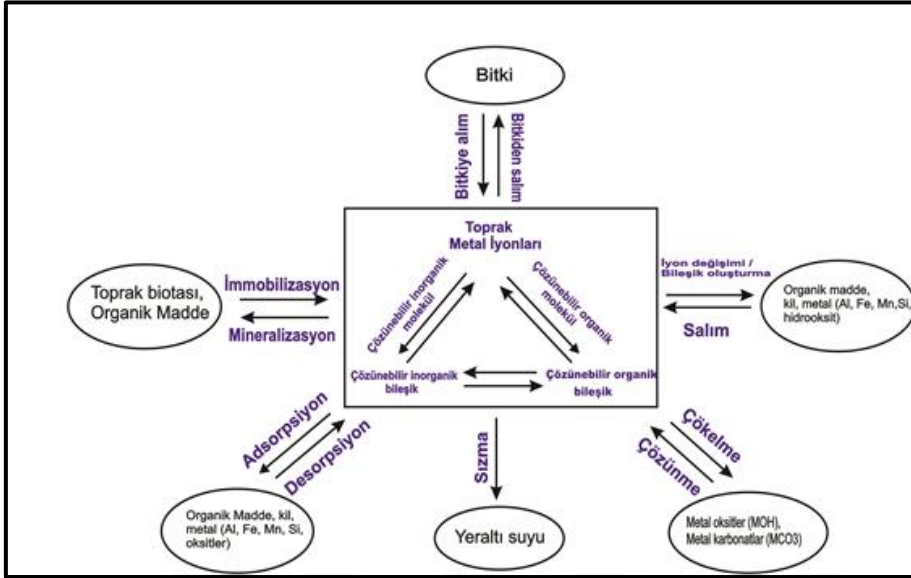 Bitki
Bitkiye alım
Bitkiden salım
Toprak
Metal İyonları
Çözünebilir inorganik
molekül
Çözünebilir organik
molekül
Çözünebilir inorganik
bileşik
Çözünebilir organik
bileşik
Toprak biotası,
Organik Madde
İmmobilizasyon
Mineralizasyon
İyon değişimi /
Bileşik oluşturma
Salım
Organik madde,
kil, metal (Al, Fe, Mn,Si,
hidrooksit)
Adsorpsiyon
Desorpsiyon
Sızma
Çökelme
Çözünme
Organik Madde, kil,
metal (Al, Fe, Mn, Si,
oksitler)
Yeraltı suyu
Metal oksitler (MOH),
Metal karbonatlar (MCO3)